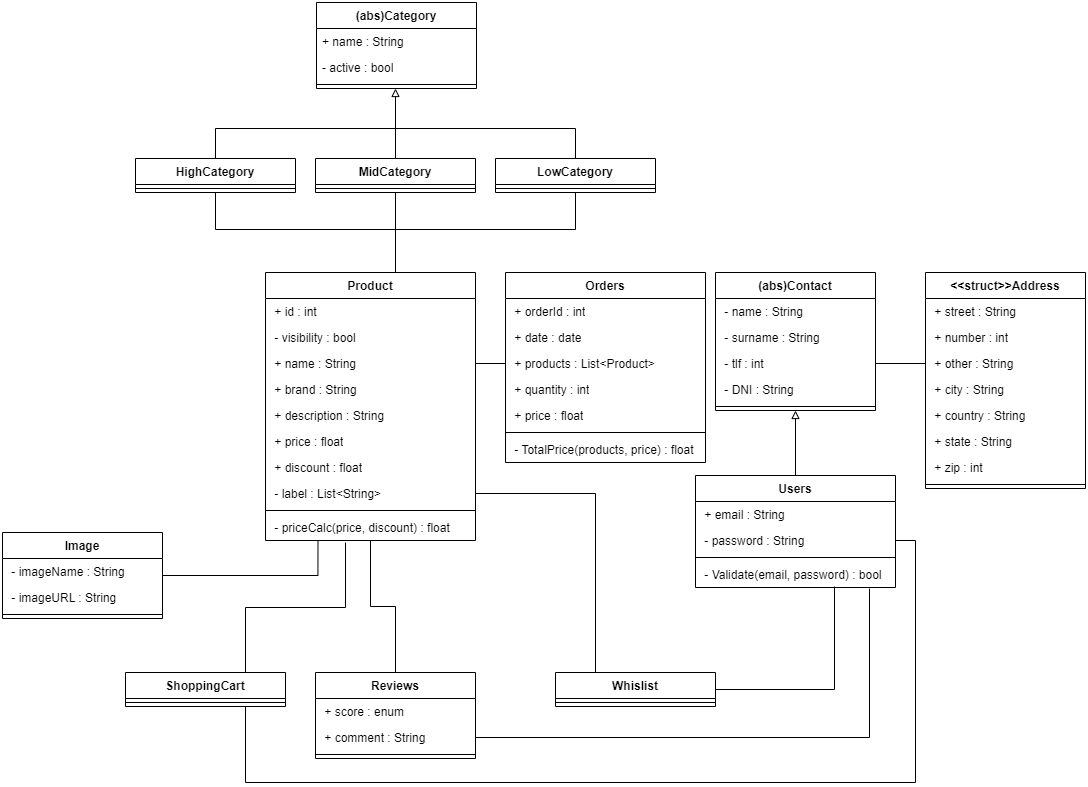 (abs)Category
+ name : String
- active : bool
HighCategory
MidCategory
LowCategory
Product
+ id : int
- visibility : bool
+ name : String
+ brand : String
+ description : String
+ price : float
+ discount : float
- label : List<String>
- priceCalc(price, discount) : float
Orders
+ orderId : int
+ date : date
+ products : List<Product>
+ quantity : int
+ price : float
- TotalPrice(products, price) : float
(abs)Contact
- name : String
- surname : String
- tlf : int
- DNI : String
<<struct>>Address
+ street : String
+ number : int
+ other : String
+ city : String
+ country : String
+ state : String
+ zip : int
Users
+ email : String
- password : String
- Validate(email, password) : bool
Image
- imageName : String
- imageURL : String
ShoppingCart
Reviews
+ score : enum
+ comment : String
Whislist